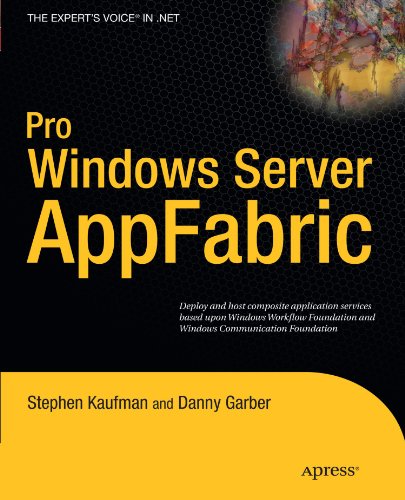 THE EXPERT'S VOICE® IN .NET
Pro
Windows Server
AppFabric
Deploy and host composite application services
based upon Windows Workflow Foundation and
Windows Communication Foundation
Stephen Kaufman and Danny Garber
Apress®